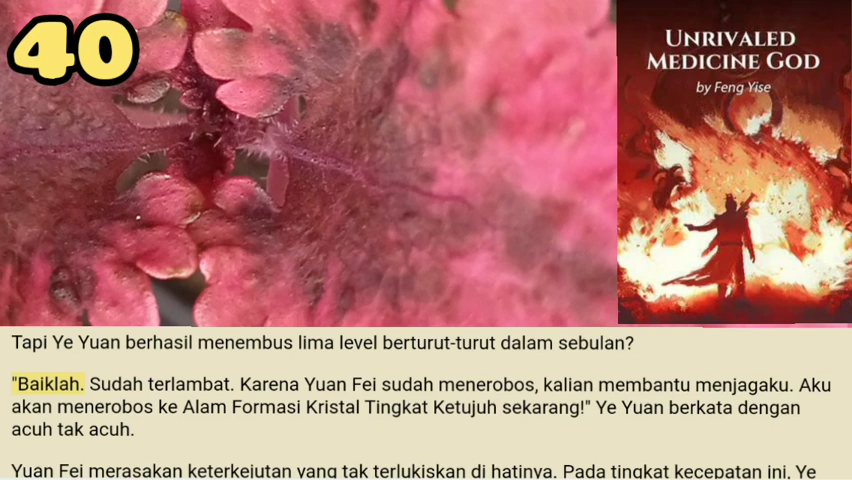 40
UNRIVALED
MEDICINE GOD
by Feng Yise
Tapi Ye Yuan berhasil menembus lima level berturut-turut dalam sebulan?
"Baiklah. Sudah terlambat. Karena Yuan Fei sudah menerobos, kalian membantu menjagaku. Aku
akan menerobos ke Alam Formasi Kristal Tingkat Ketujuh sekarang!" Ye Yuan berkata dengan
acuh tak acuh.
Yuan Fei merasakan keterkejutan yang tak terlukiskan di hatinya. Pada tingkat kecepatan ini, Ye